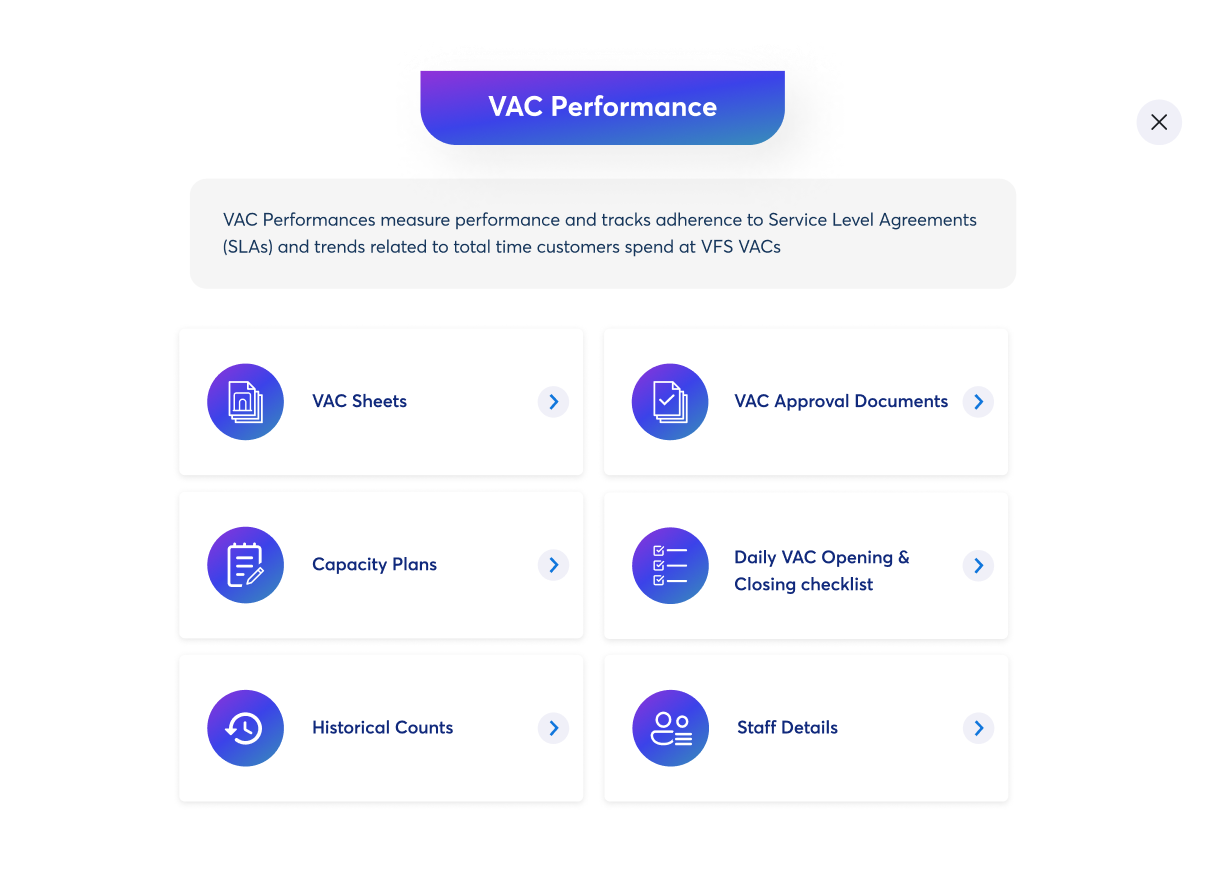 VAC Performance
VAC Performances measure performance and tracks adherence to Service Level Agreements
(SLAs) and trends related to total time customers spend at VFS VACs
VAC Sheets
VAC Approval Documents
Capacity Plans
Daily VAC Opening &
Closing checklist
Historical Counts
Staff Details